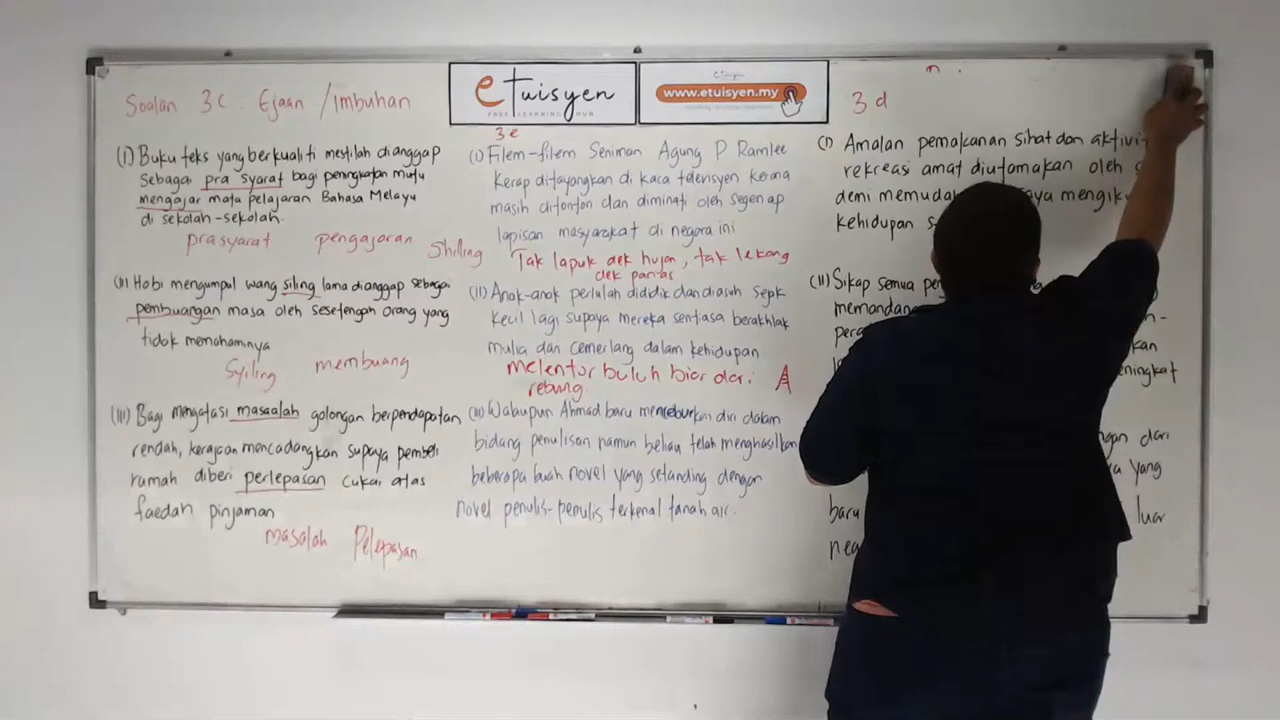 Soalan 3c. Ejaan /Imbuhan
(I) Buku teks yang berkualiti mestilah dianggap
sebagai pra syarat bagi peningkatan mutu
mengajar mata pelajaran Bahasa Melayu
di sekolah-sekolah.
prasyarat pengajaran
Shilling
(II) Hobi mengumpul wang siling lama dianggap sebagai
pembuangan masa oleh sesetengah orang yang
tidak memahaminya
Syiling membuang
(III) Bagi mengatasi masaalah golongan berpendapatan
rendah, kerajaan mencadangkan supaya pembeli
rumah diberi perlepasan cukai atas
faedah pinjaman
masalah Pelepasan
etuisyen
FREE LEARNING HUB
etuisyen
www.etuisyen.my
3e
(I) Filem-filem Seniman Agung P Ramlee
kerap ditayangkan di kaca televisyen kerana
masih ditonton dan diminati oleh segenap
lapisan masyarakat di negara ini
Tak lapuk dek hujan, tak lekang
dek panas
(II) Anak-anak perlulah dididik dan diasuh sejak
kecil lagi supaya mereka sentiasa berakhlak
mulia dan cemerlang dalam kehidupan
melentur buluh biar dari
rebung
A
(III) Walaupun Ahmad baru menceburkan diri dalam
bidang penulisan namun beliau telah menghasilkan
beberapa buah novel yang setanding dengan
novel penulis-penulis terkenal tanah air.
n.
3d
(I) Amalan pemakanan sihat dan
rekreasi amat diutamakan oleh
demi
kehidupan
(II) Sikap semua
baru luar
yang
dari